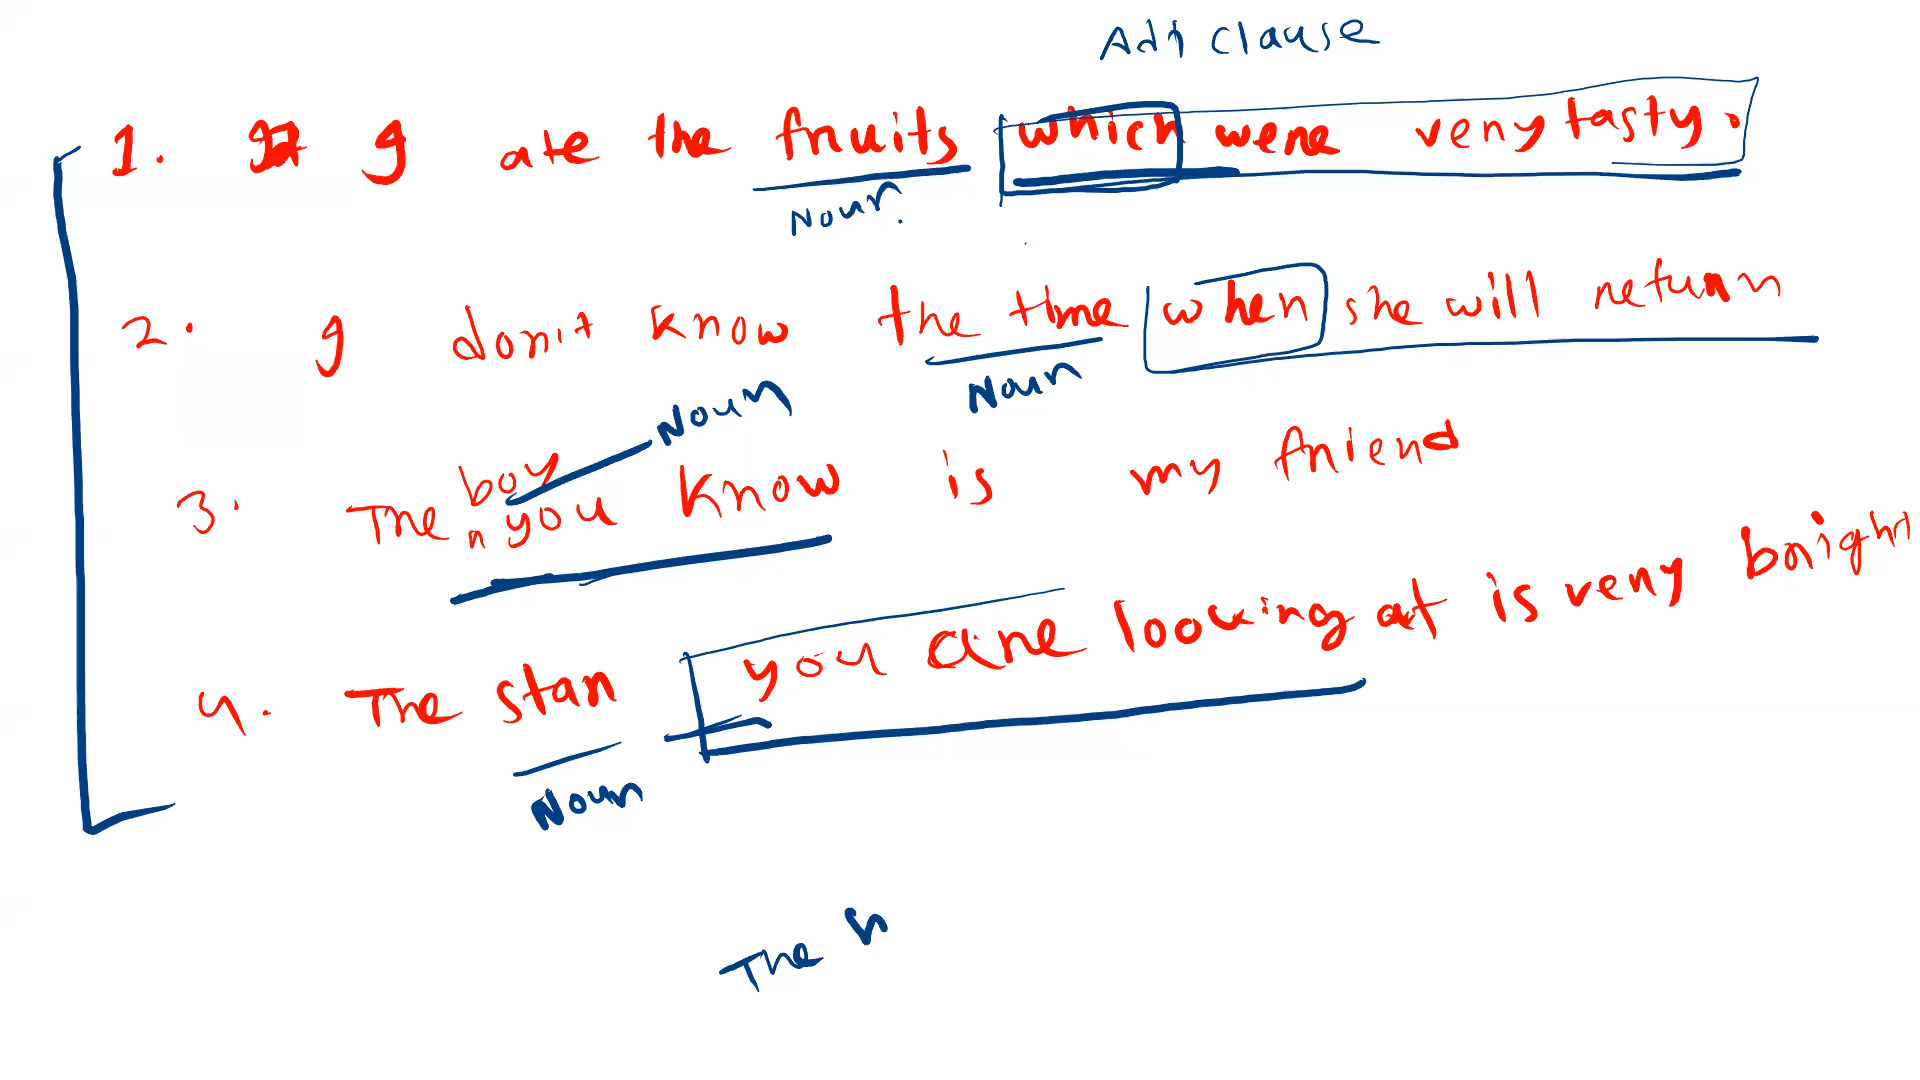 Adj clause
1. I ate the fruits which were very tasty.
Noun.
2. I don't know the time when she will return
Noun
Noun
boy
3. The you know is my friend
4. The star you are looking at is very bright
Noun
The